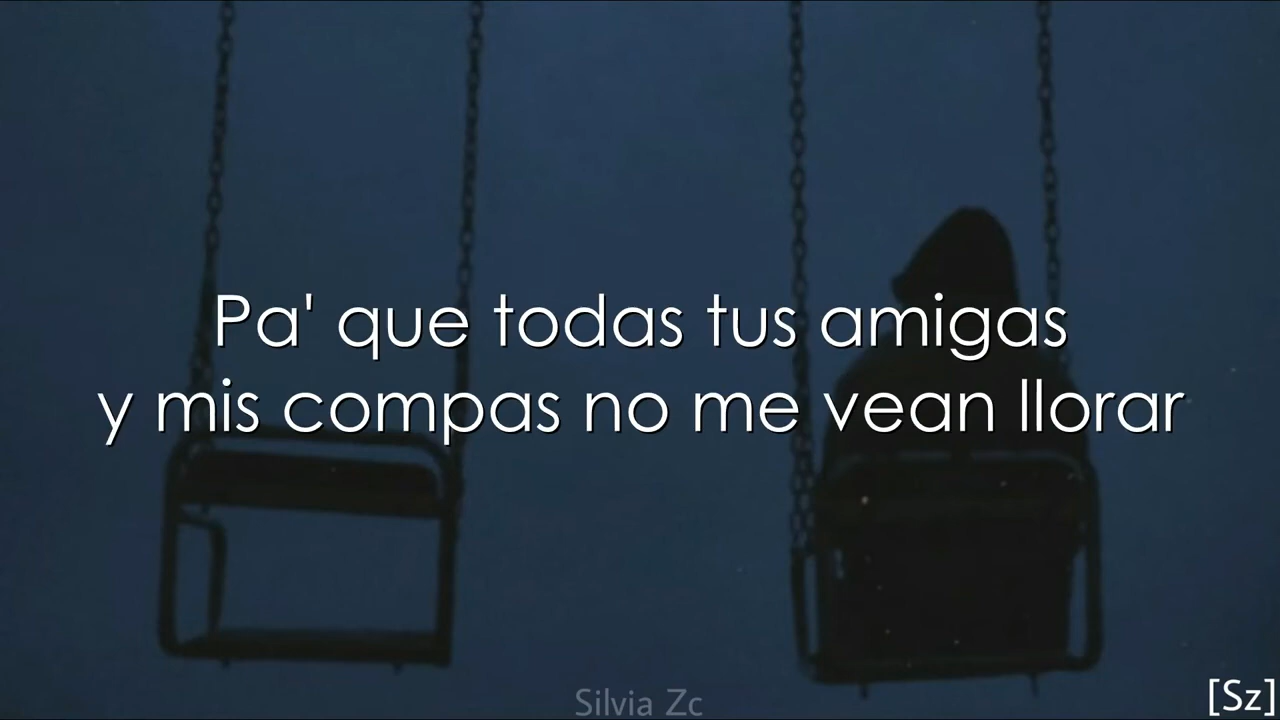 Pa' que todas tus amigas
y mis compas no me vean llorar
Silvia Zc
[Sz]